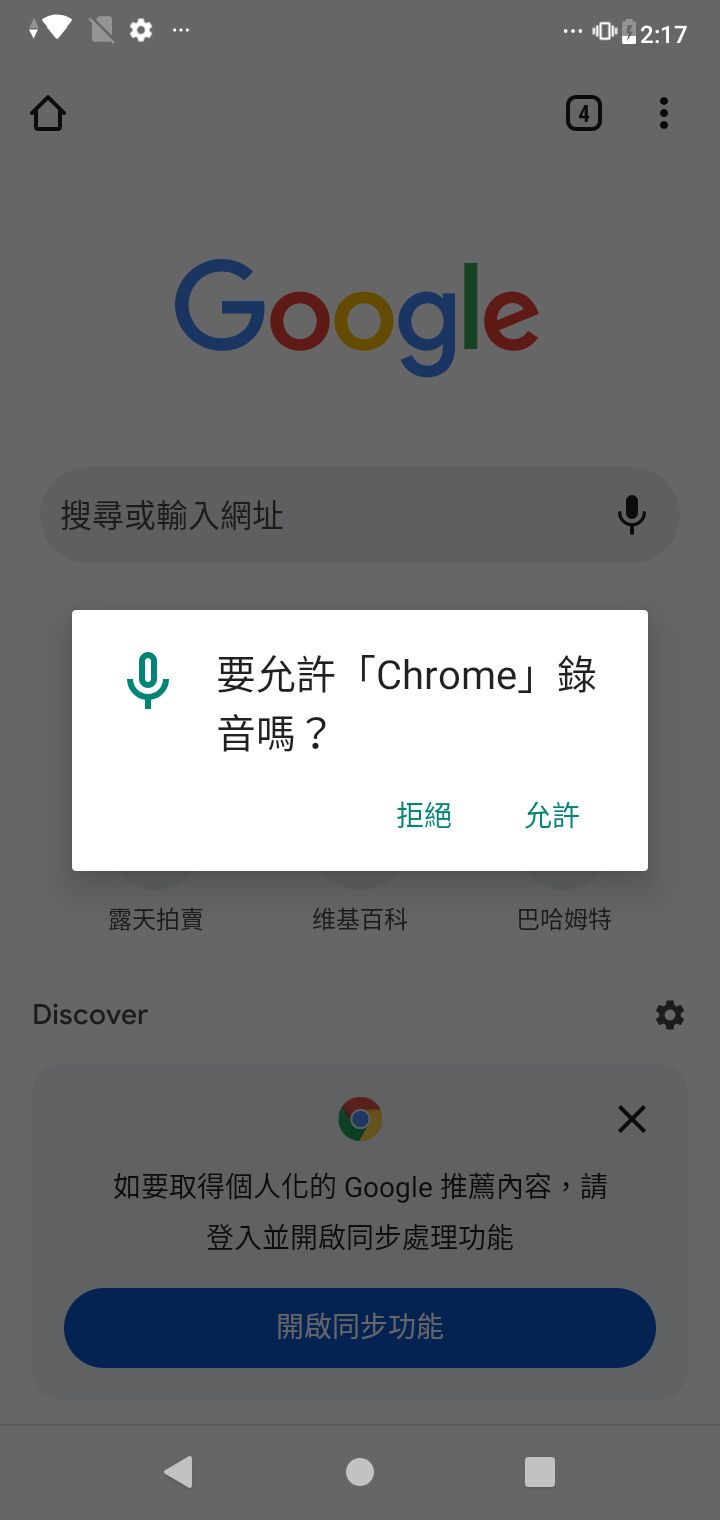 2:17
4
Google
搜尋或輸入網址
要允許「Chrome」錄
音嗎？
拒絕
允許
露天拍賣
维基百科
巴哈姆特
Discover
如要取得個人化的 Google 推薦內容，請
登入並開啟同步處理功能
開啟同步功能